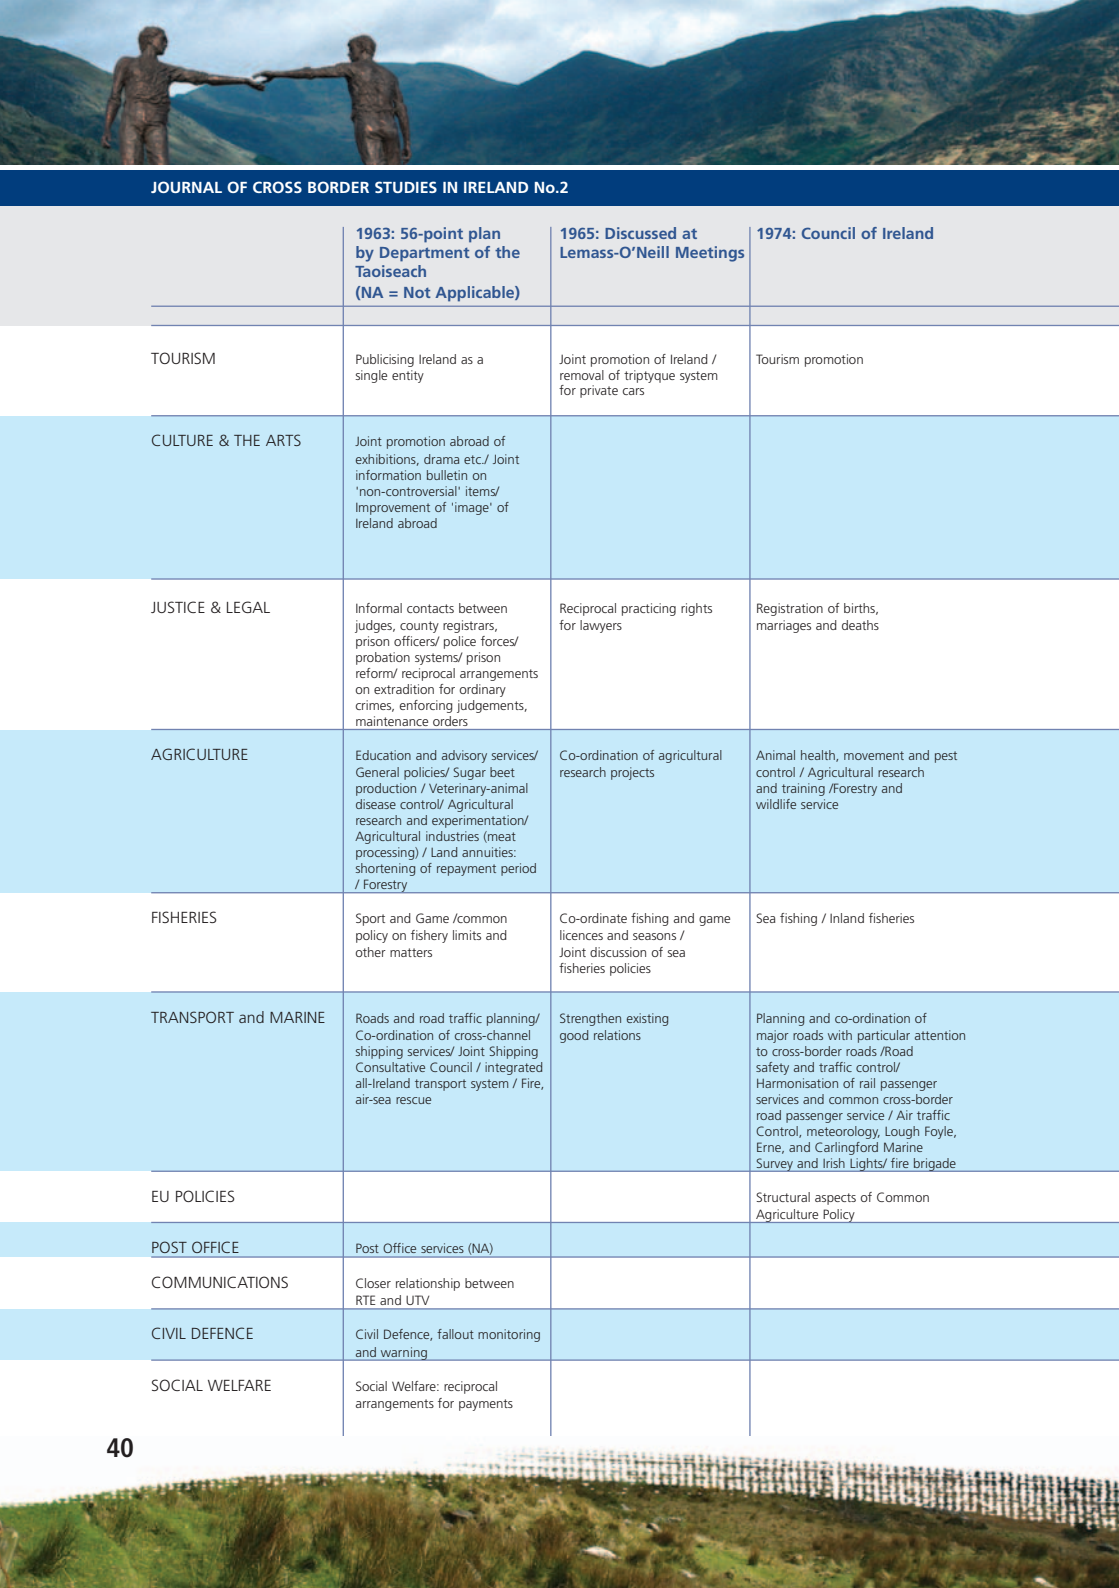 JOURNAL OF CROSS BORDER STUDIES IN IRELAND No.2
1963: 56-point plan
by Department of the
Taoiseach
(NA = Not Applicable)
1965: Discussed at
Lemass-O’Neill Meetings
1974: Council of Ireland
TOURISM
Publicising Ireland as a
single entity
Joint promotion of Ireland /
removal of triptyque system
for private cars
Tourism promotion
CULTURE & THE ARTS
Joint promotion abroad of
exhibitions, drama etc./ Joint
information bulletin on
'non-controversial' items/
Improvement of 'image' of
Ireland abroad
JUSTICE & LEGAL
Informal contacts between
judges, county registrars,
prison officers/ police forces/
probation systems/ prison
reform/ reciprocal arrangements
on extradition for ordinary
crimes, enforcing judgements,
maintenance orders
Reciprocal practicing rights
for lawyers
Registration of births,
marriages and deaths
AGRICULTURE
Education and advisory services/
General policies/ Sugar beet
production / Veterinary-animal
disease control/ Agricultural
research and experimentation/
Agricultural industries (meat
processing) / Land annuities:
shortening of repayment period
/ Forestry
Co-ordination of agricultural
research projects
Animal health, movement and pest
control / Agricultural research
and training /Forestry and
wildlife service
FISHERIES
Sport and Game /common
policy on fishery limits and
other matters
Co-ordinate fishing and game
licences and seasons /
Joint discussion of sea
fisheries policies
Sea fishing / Inland fisheries
TRANSPORT and MARINE
Roads and road traffic planning/
Co-ordination of cross-channel
shipping services/ Joint Shipping
Consultative Council / integrated
all-Ireland transport system / Fire,
air-sea rescue
Strengthen existing
good relations
Planning and co-ordination of
major roads with particular attention
to cross-border roads /Road
safety and traffic control/
Harmonisation of rail passenger
services and common cross-border
road passenger service / Air traffic
Control, meteorology, Lough Foyle,
Erne, and Carlingford Marine
Survey and Irish Lights/ fire brigade
EU POLICIES
Structural aspects of Common
Agriculture Policy
POST OFFICE
Post Office services (NA)
COMMUNICATIONS
Closer relationship between
RTE and UTV
CIVIL DEFENCE
Civil Defence, fallout monitoring
and warning
SOCIAL WELFARE
Social Welfare: reciprocal
arrangements for payments
40